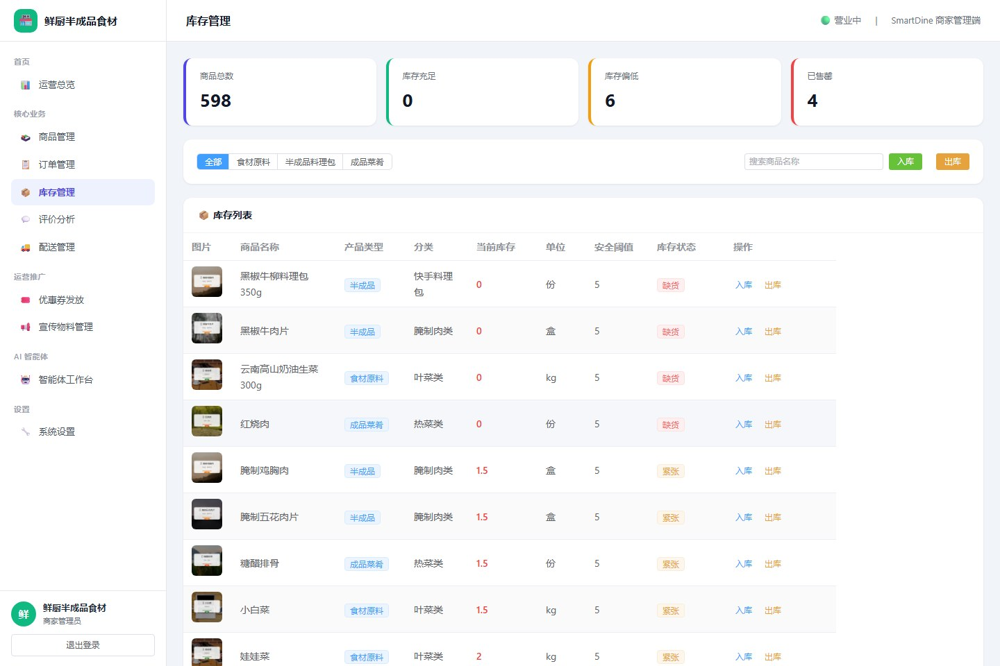 鲜厨半成品食材
库存管理
营业中 | SmartDine 商家管理端
首页
运营总览
核心业务
商品管理
订单管理
库存管理
评价分析
配送管理
运营推广
优惠券发放
宣传物料管理
AI 智能体
智能体工作台
设置
系统设置
鲜
鲜厨半成品食材
商家管理员
退出登录
商品总数
598
库存充足
0
库存偏低
6
已售罄
4
全部 食材原料 半成品料理包 成品菜肴
搜索商品名称 入库 出库
库存列表
图片 商品名称 产品类型 分类 当前库存 单位 安全阈值 库存状态 操作
黑椒牛柳料理包 350g 半成品 快手料理包 0 份 5 缺货 入库 出库
黑椒牛肉片 半成品 腌制肉类 0 盒 5 缺货 入库 出库
云南高山奶油生菜 300g 食材原料 叶菜类 0 kg 5 缺货 入库 出库
红烧肉 成品菜肴 热菜类 0 份 5 缺货 入库 出库
腌制鸡胸肉 半成品 腌制肉类 1.5 盒 5 紧张 入库 出库
腌制五花肉片 半成品 腌制肉类 1.5 盒 5 紧张 入库 出库
糖醋排骨 成品菜肴 热菜类 1.5 份 5 紧张 入库 出库
小白菜 食材原料 叶菜类 1.5 kg 5 紧张 入库 出库
娃娃菜 食材原料 叶菜类 2 kg 5 紧张 入库 出库